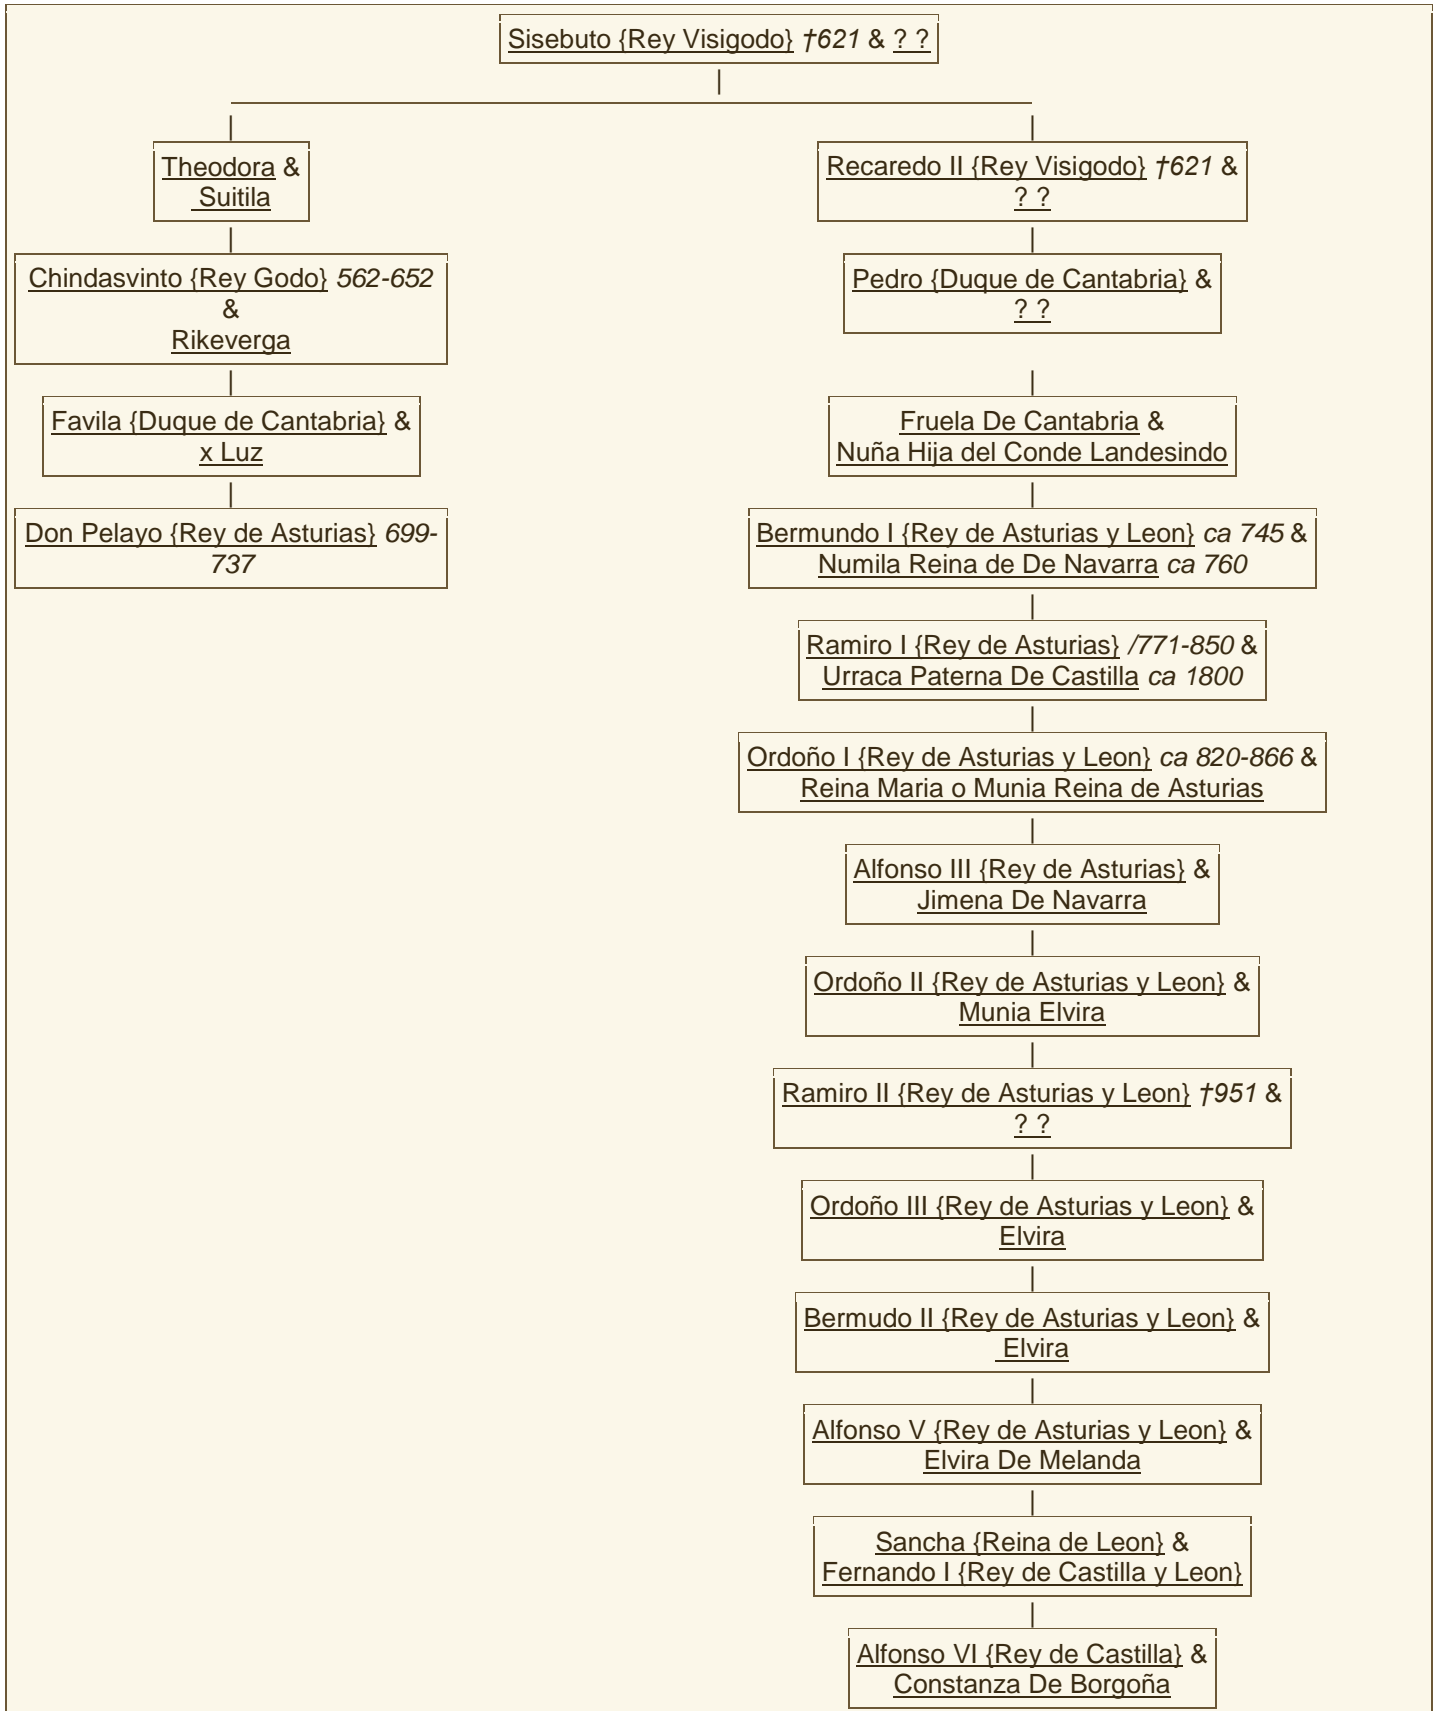 Sisebuto {Rey Visigodo} †621 & ? ?
Theodora &
Suitila
Chindasvinto {Rey Godo} 562-652
&
Rikeverga
Favila {Duque de Cantabria} &
x Luz
Don Pelayo {Rey de Asturias} 699-
737
Recaredo II {Rey Visigodo} †621 &
? ?
Pedro {Duque de Cantabria} &
? ?
Fruela De Cantabria &
Nuña Hija del Conde Landesindo
Bermundo I {Rey de Asturias y Leon} ca 745 &
Numila Reina de De Navarra ca 760
Ramiro I {Rey de Asturias} /771-850 &
Urraca Paterna De Castilla ca 1800
Ordoño I {Rey de Asturias y Leon} ca 820-866 &
Reina Maria o Munia Reina de Asturias
Alfonso III {Rey de Asturias} &
Jimena De Navarra
Ordoño II {Rey de Asturias y Leon} &
Munia Elvira
Ramiro II {Rey de Asturias y Leon} †951 &
? ?
Ordoño III {Rey de Asturias y Leon} &
Elvira
Bermudo II {Rey de Asturias y Leon} &
Elvira
Alfonso V {Rey de Asturias y Leon} &
Elvira De Melanda
Sancha {Reina de Leon} &
Fernando I {Rey de Castilla y Leon}
Alfonso VI {Rey de Castilla} &
Constanza De Borgoña